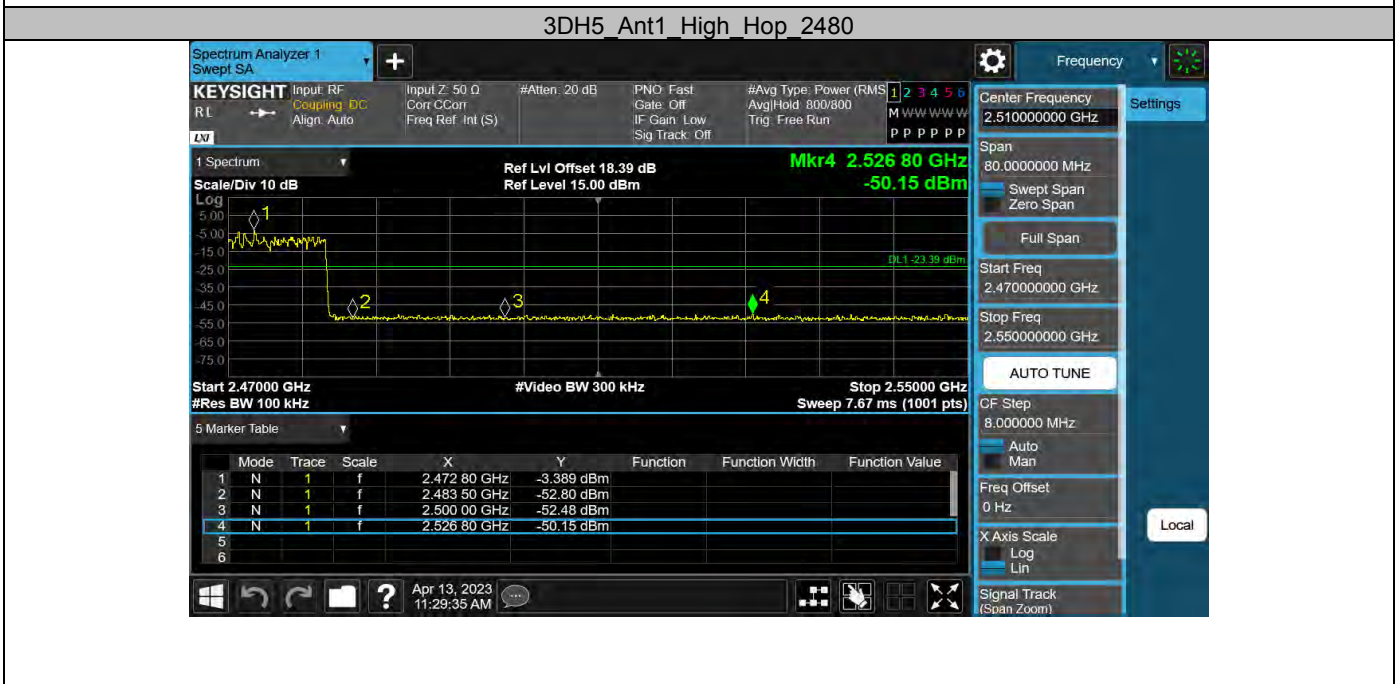 3DH5_Ant1_High_Hop_2480
Spectrum Analyzer 1
Swept SA
Frequency
KEYSIGHT
RL
LXI
Input: RF
Coupling: DC
Align: Auto
Input Z: 50 Ω
Corr CCorr
Freq Ref: Int (S)
#Atten: 20 dB
PNO: Fast
Gate: Off
IF Gain: Low
Sig Track: Off
#Avg Type: Power (RMS
Avg|Hold: 800/800
Trig: Free Run
1 2 3 4 5 6
M W W W W W
P P P P P P
1 Spectrum
Scale/Div 10 dB
Ref Lvl Offset 18.39 dB
Ref Level 15.00 dBm
Mkr4 2.526 80 GHz
-50.15 dBm
Log
5.00
-5.00
-15.0
-25.0
-35.0
-45.0
-55.0
-65.0
-75.0
1
2
3
4
DL1 -23.39 dBm
Start 2.47000 GHz
#Res BW 100 kHz
#Video BW 300 kHz
Stop 2.55000 GHz
Sweep 7.67 ms (1001 pts)
5 Marker Table
Mode Trace Scale X Y Function Function Width Function Value
1 N 1 f 2.472 80 GHz -3.389 dBm
2 N 1 f 2.483 50 GHz -52.80 dBm
3 N 1 f 2.500 00 GHz -52.48 dBm
4 N 1 f 2.526 80 GHz -50.15 dBm
5
6
Apr 13, 2023
11:29:35 AM
Center Frequency
2.510000000 GHz
Span
80.0000000 MHz
Swept Span
Zero Span
Full Span
Start Freq
2.470000000 GHz
Stop Freq
2.550000000 GHz
AUTO TUNE
CF Step
8.000000 MHz
Auto
Man
Freq Offset
0 Hz
X Axis Scale
Log
Lin
Signal Track
(Span Zoom)
Settings
Local